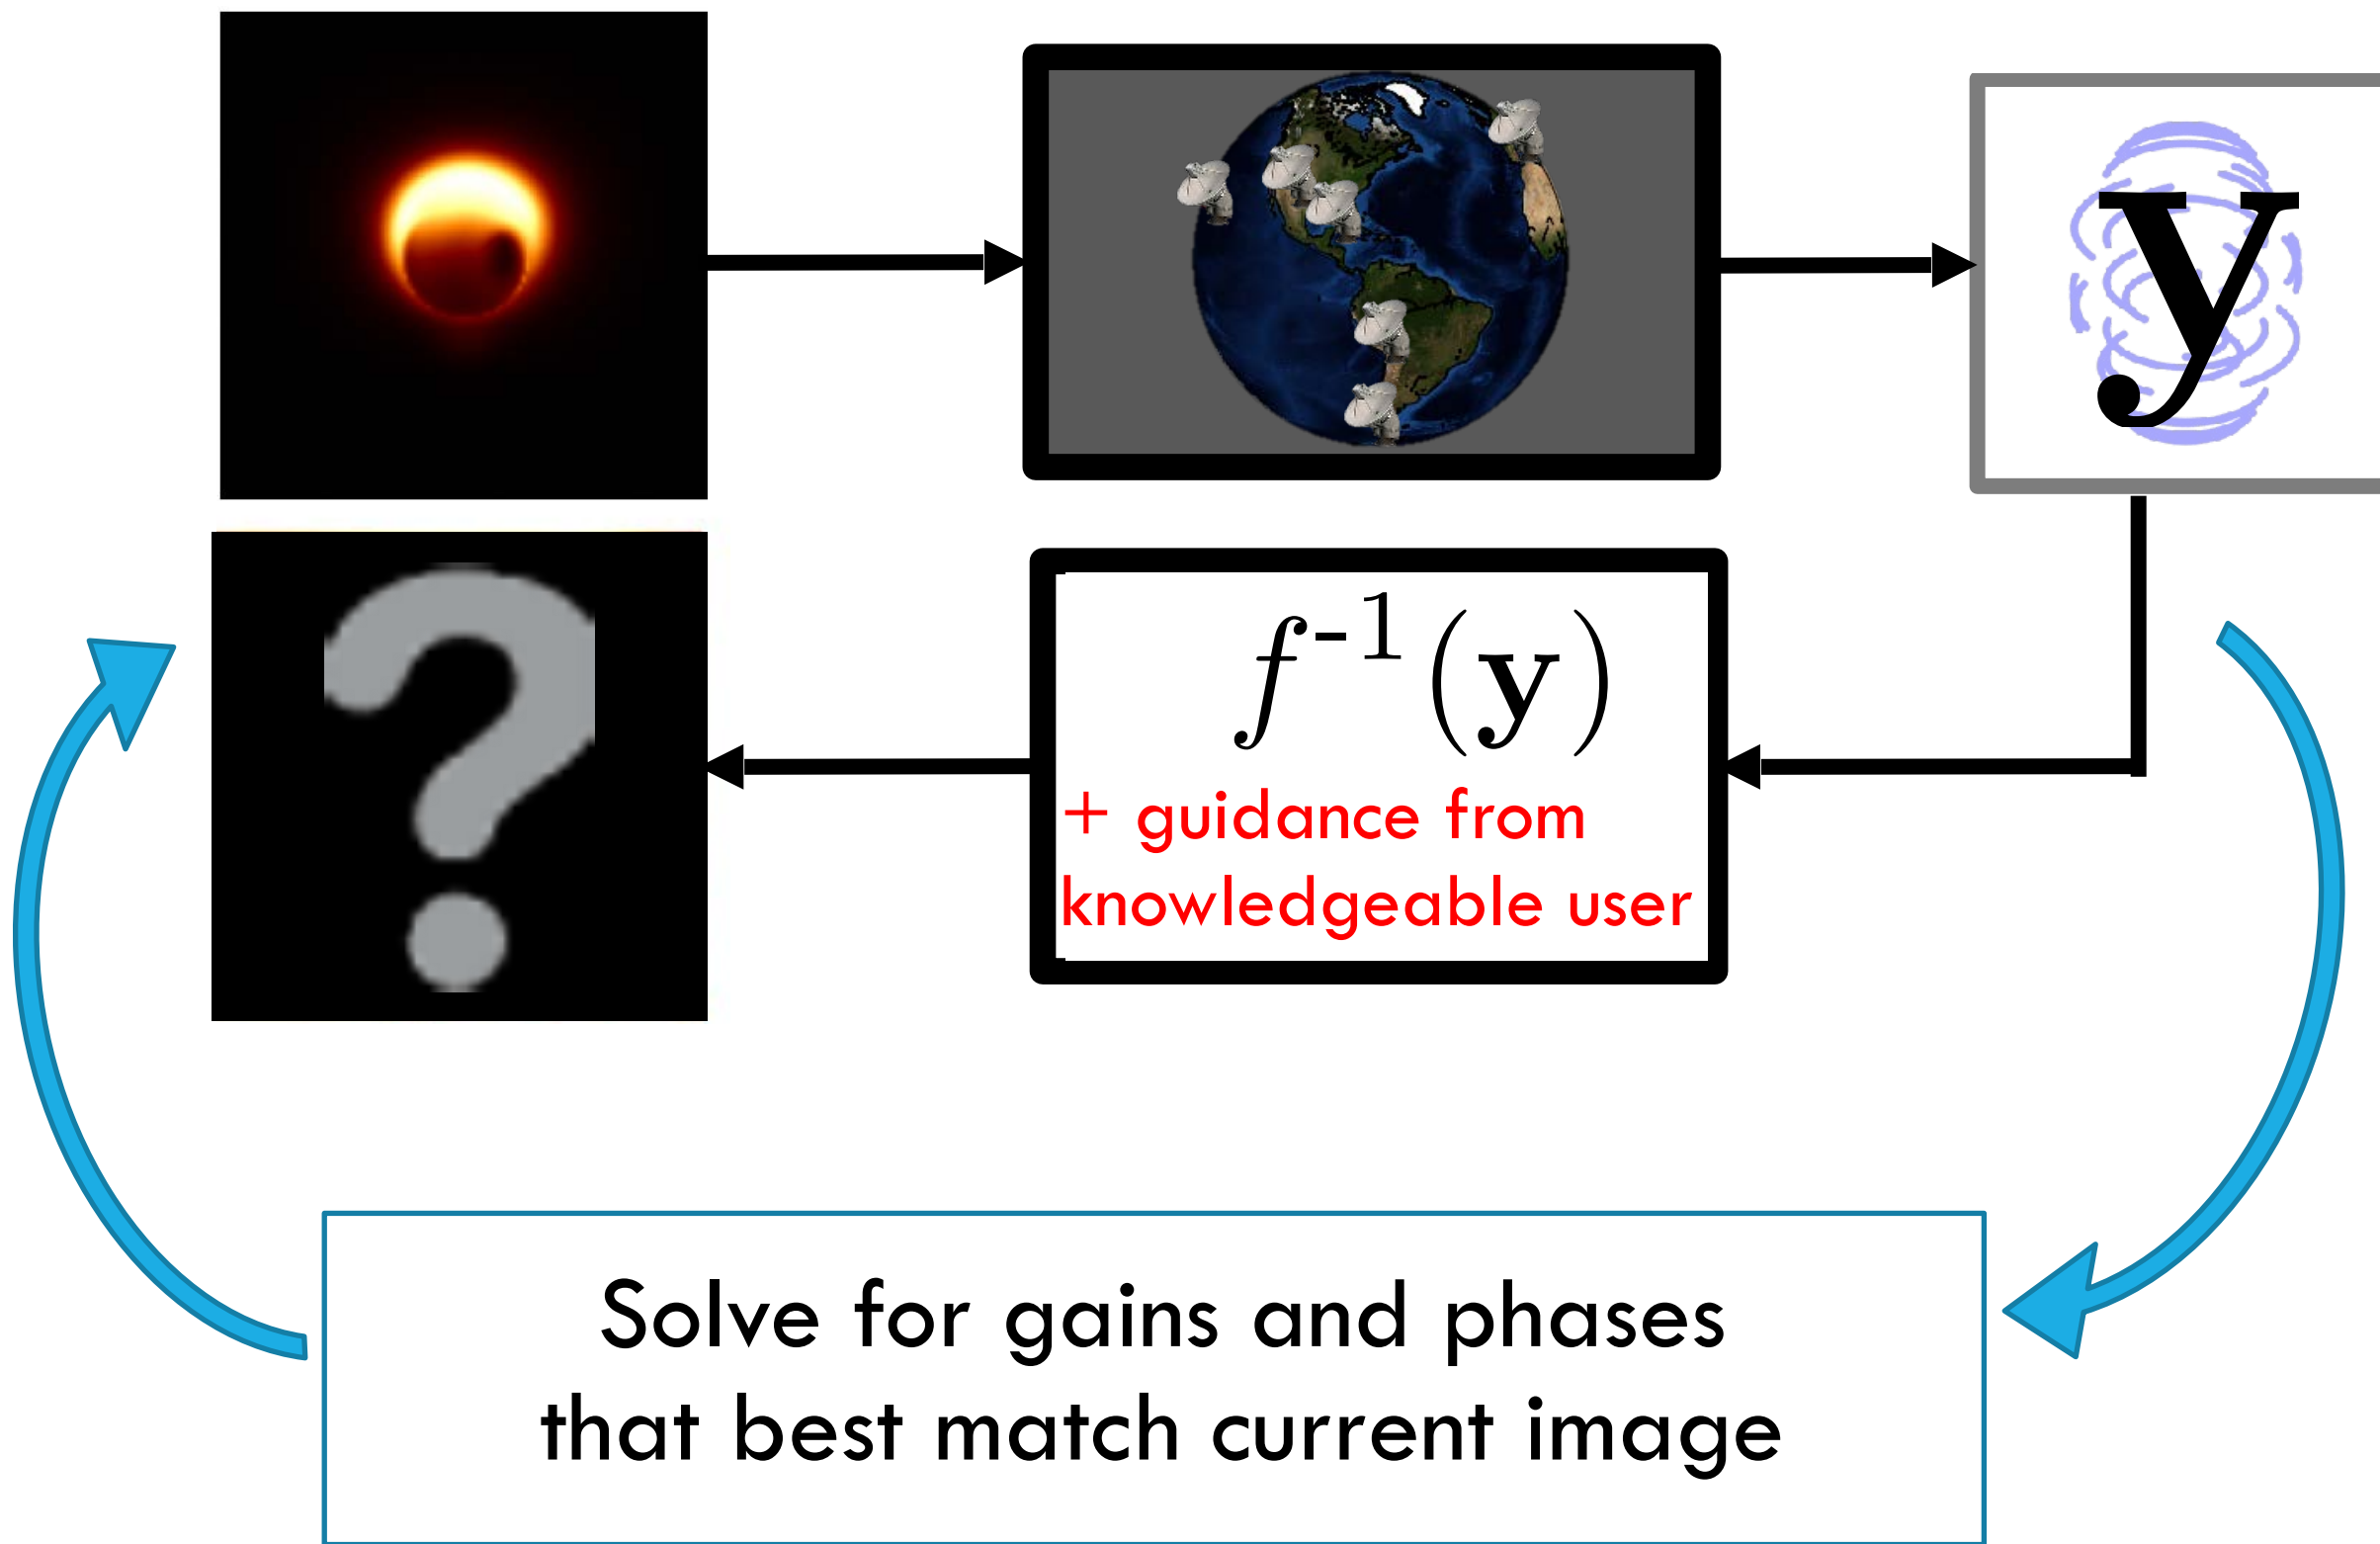 y
f⁻¹(y)
+ guidance from
knowledgeable user
Solve for gains and phases
that best match current image